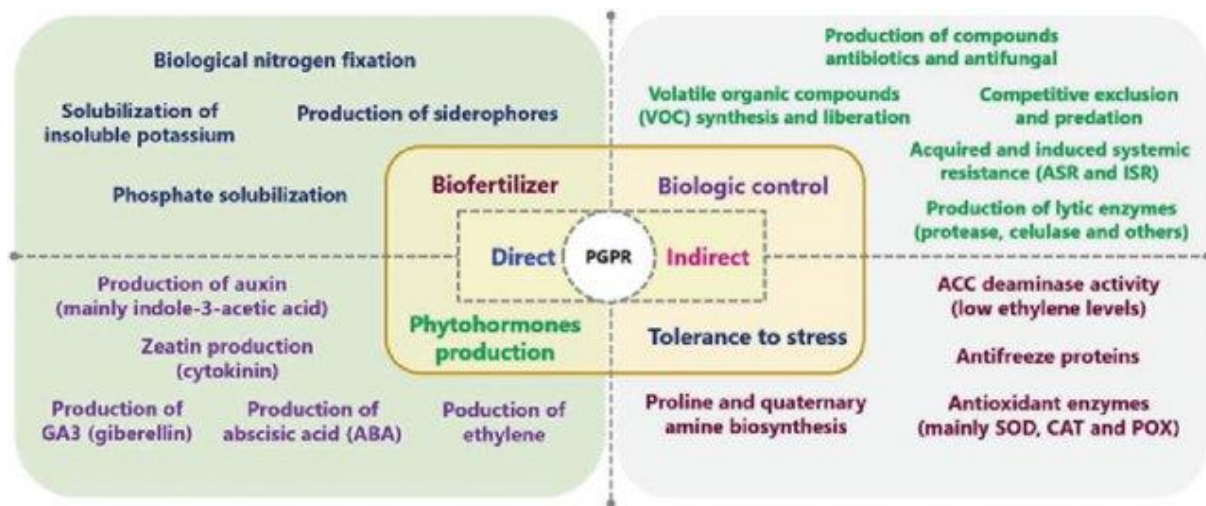 Biological nitrogen fixation
Solubilization of
insoluble potassium
Production of siderophores
Phosphate solubilization
Production of compounds
antibiotics and antifungal
Volatile organic compounds
(VOC) synthesis and liberation
Competitive exclusion
and predation
Acquired and induced systemic
resistance (ASR and ISR)
Production of lytic enzymes
(protease, celulase and others)
Biofertilizer
Biologic control
Direct
PGPR
Indirect
Phytohormones
production
Tolerance to stress
Production of auxin
(mainly indole-3-acetic acid)
Zeatin production
(cytokinin)
Production of
GA3 (giberellin)
Production of
abscisic acid (ABA)
Poduction of
ethylene
ACC deaminase activity
(low ethylene levels)
Antifreeze proteins
Proline and quaternary
amine biosynthesis
Antioxidant enzymes
(mainly SOD, CAT and POX)